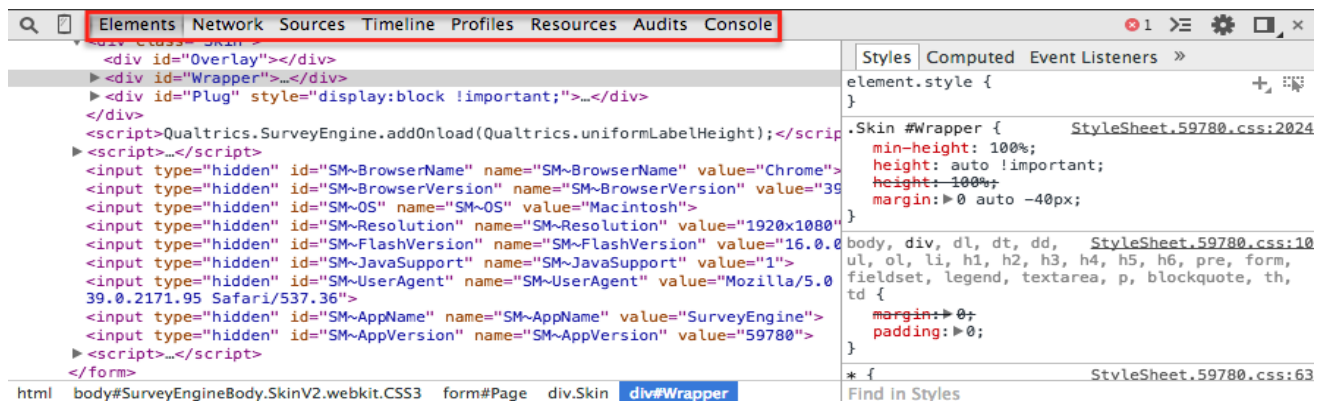 Elements Network Sources Timeline Profiles Resources Audits Console
1
<div class="Skin">
<div id="Overlay"></div>
<div id="Wrapper">…</div>
<div id="Plug" style="display:block !important;">…</div>
</div>
<script>Qualtrics.SurveyEngine.addOnload(Qualtrics.uniformLabelHeight);</scrip
<script>…</script>
<input type="hidden" id="SM~BrowserName" name="SM~BrowserName" value="Chrome">
<input type="hidden" id="SM~BrowserVersion" name="SM~BrowserVersion" value="39
<input type="hidden" id="SM~OS" name="SM~OS" value="Macintosh">
<input type="hidden" id="SM~Resolution" name="SM~Resolution" value="1920x1080"
<input type="hidden" id="SM~FlashVersion" name="SM~FlashVersion" value="16.0.0
<input type="hidden" id="SM~JavaSupport" name="SM~JavaSupport" value="1">
<input type="hidden" id="SM~UserAgent" name="SM~UserAgent" value="Mozilla/5.0
39.0.2171.95 Safari/537.36">
<input type="hidden" id="SM~AppName" name="SM~AppName" value="SurveyEngine">
<input type="hidden" id="SM~AppVersion" name="SM~AppVersion" value="59780">
<script>…</script>
</form>
html body#SurveyEngineBody.SkinV2.webkit.CSS3 form#Page div.Skin div#Wrapper
Styles Computed Event Listeners »
element.style {
}
.Skin #Wrapper { StyleSheet.59780.css:2024
min-height: 100%;
height: auto !important;
height: 100%;
margin: 0 auto -40px;
}
body, div, dl, dt, dd, StyleSheet.59780.css:10
ul, ol, li, h1, h2, h3, h4, h5, h6, pre, form,
fieldset, legend, textarea, p, blockquote, th,
td {
margin: 0;
padding: 0;
}
* { StyleSheet.59780.css:63
Find in Styles